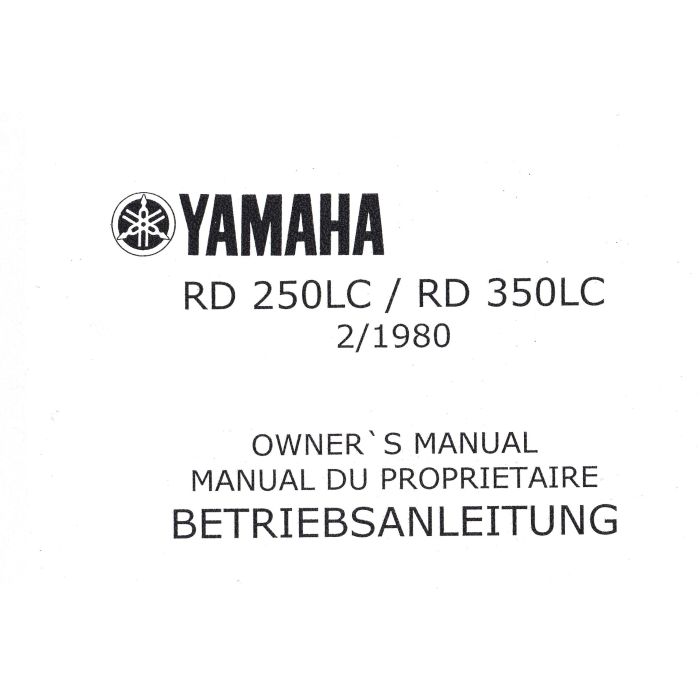 YAMAHA
RD 250LC / RD 350LC
2/1980
OWNER`S MANUAL
MANUAL DU PROPRIETAIRE
BETRIEBSANLEITUNG